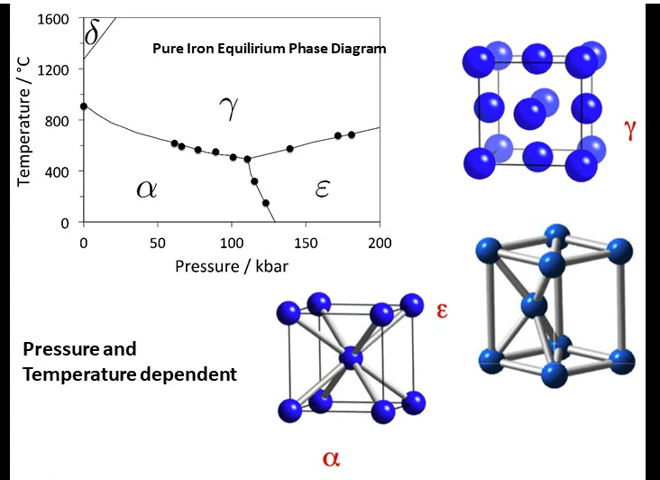 1600
1200
800
400
0
Temperature / °C
δ
Pure Iron Equilirium Phase Diagram
γ
α
ε
0
50
100
150
200
Pressure / kbar
γ
ε
Pressure and
Temperature dependent
α